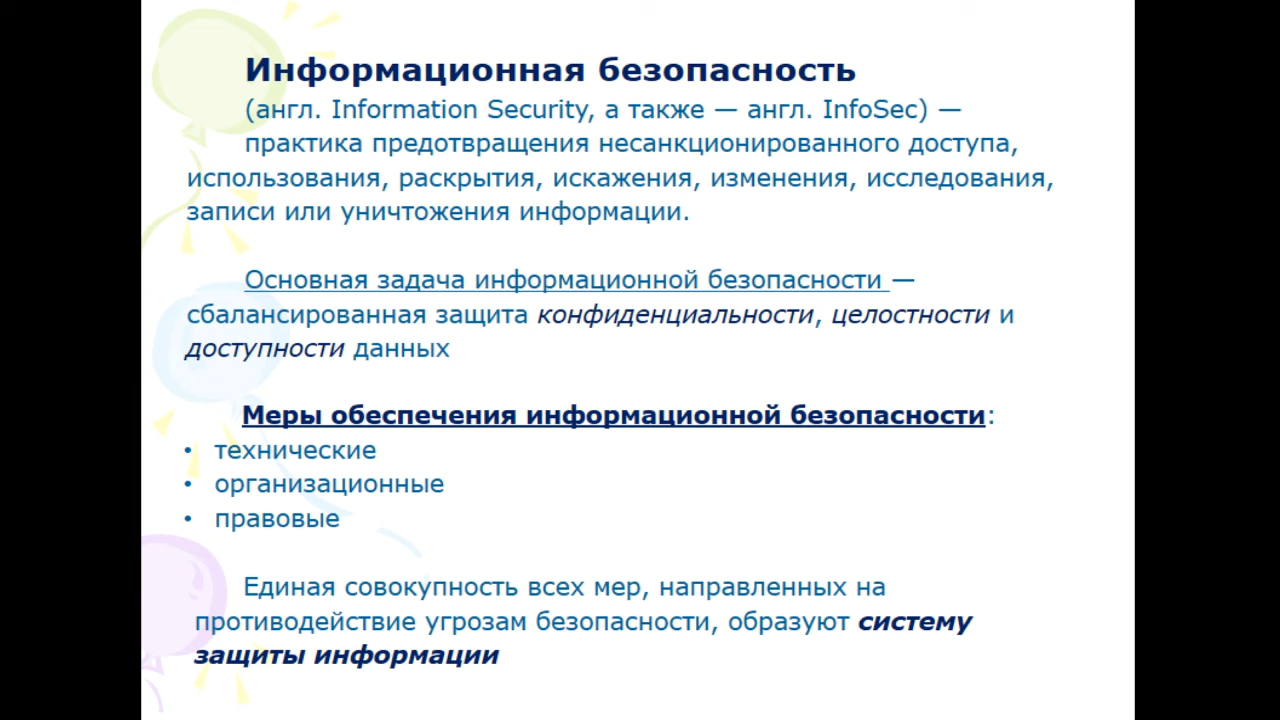 Информационная безопасность
(англ. Information Security, а также — англ. InfoSec) —
практика предотвращения несанкционированного доступа,
использования, раскрытия, искажения, изменения, исследования,
записи или уничтожения информации.
Основная задача информационной безопасности —
сбалансированная защита конфиденциальности, целостности и
доступности данных
Меры обеспечения информационной безопасности:
• технические
• организационные
• правовые
Единая совокупность всех мер, направленных на
противодействие угрозам безопасности, образуют систему
защиты информации